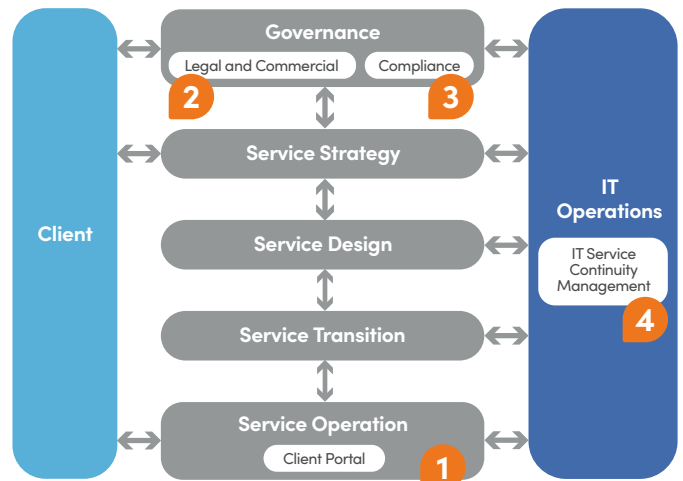 Governance
Legal and Commercial
Compliance
2
3
Service Strategy
Client
IT
Operations
Service Design
IT Service
Continuity
Management
4
Service Transition
Service Operation
Client Portal
1